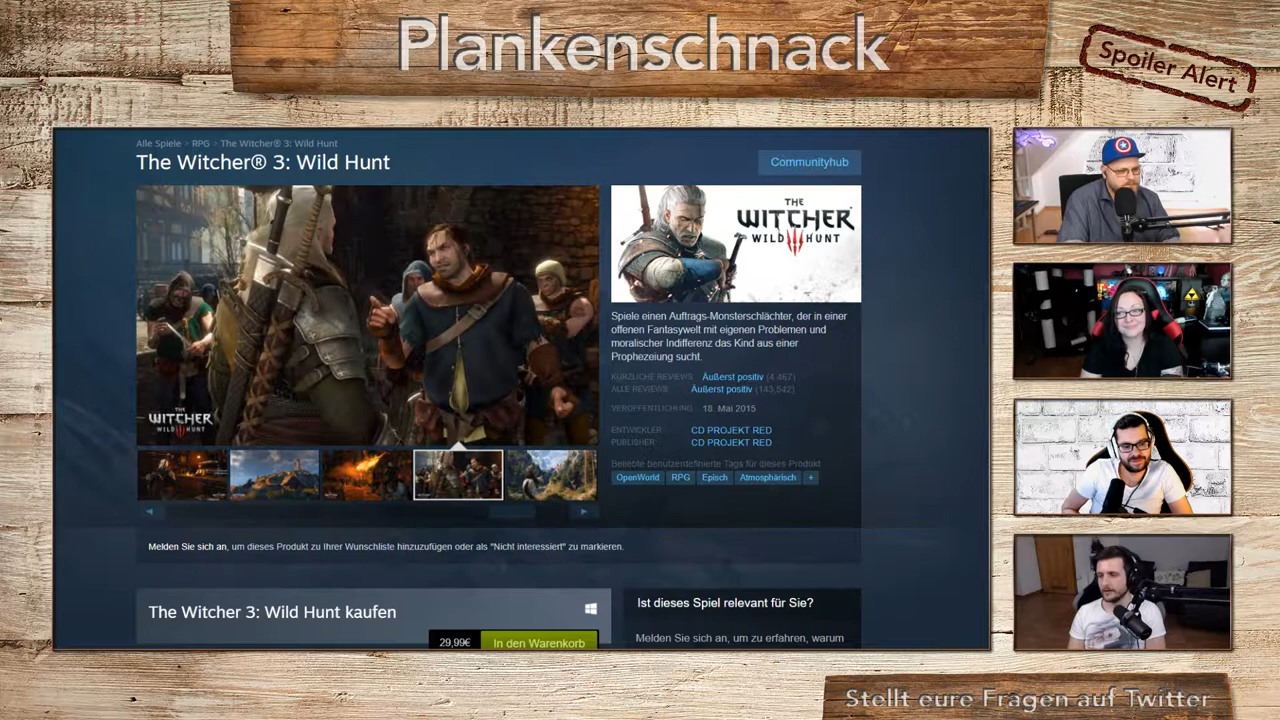 Plankenschnack
Spoiler Alert
Alle Spiele > RPG > The Witcher® 3: Wild Hunt
The Witcher® 3: Wild Hunt
Communityhub
THE
WITCHER
WILD HUNT
THE
WITCHER
WILD HUNT
Spiele einen Auftrags-Monsterschlächter, der in einer
offenen Fantasywelt mit eigenen Problemen und
moralischer Indifferenz das Kind aus einer
Prophezeiung sucht.
KÜRZLICHE REVIEWS: Äußerst positiv (4,467)
ALLE REVIEWS: Äußerst positiv (143,542)
VERÖFFENTLICHUNG: 18. Mai 2015
ENTWICKLER: CD PROJEKT RED
PUBLISHER: CD PROJEKT RED
Beliebte benutzerdefinierte Tags für dieses Produkt
OpenWorld RPG Episch Atmosphärisch +
Melden Sie sich an, um dieses Produkt zu Ihrer Wunschliste hinzuzufügen oder als "Nicht interessiert" zu markieren.
The Witcher 3: Wild Hunt kaufen
29,99€ In den Warenkorb
Ist dieses Spiel relevant für Sie?
Melden Sie sich an, um zu erfahren, warum
Stellt eure Fragen auf Twitter